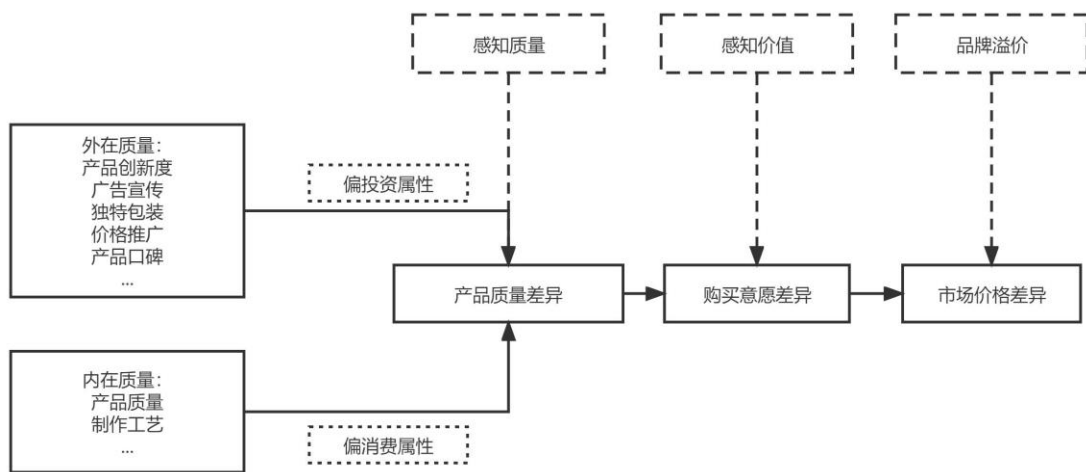 感知质量
感知价值
品牌溢价
外在质量：
产品创新度
广告宣传
独特包装
价格推广
产品口碑
...
偏投资属性
产品质量差异
购买意愿差异
市场价格差异
内在质量：
产品质量
制作工艺
...
偏消费属性